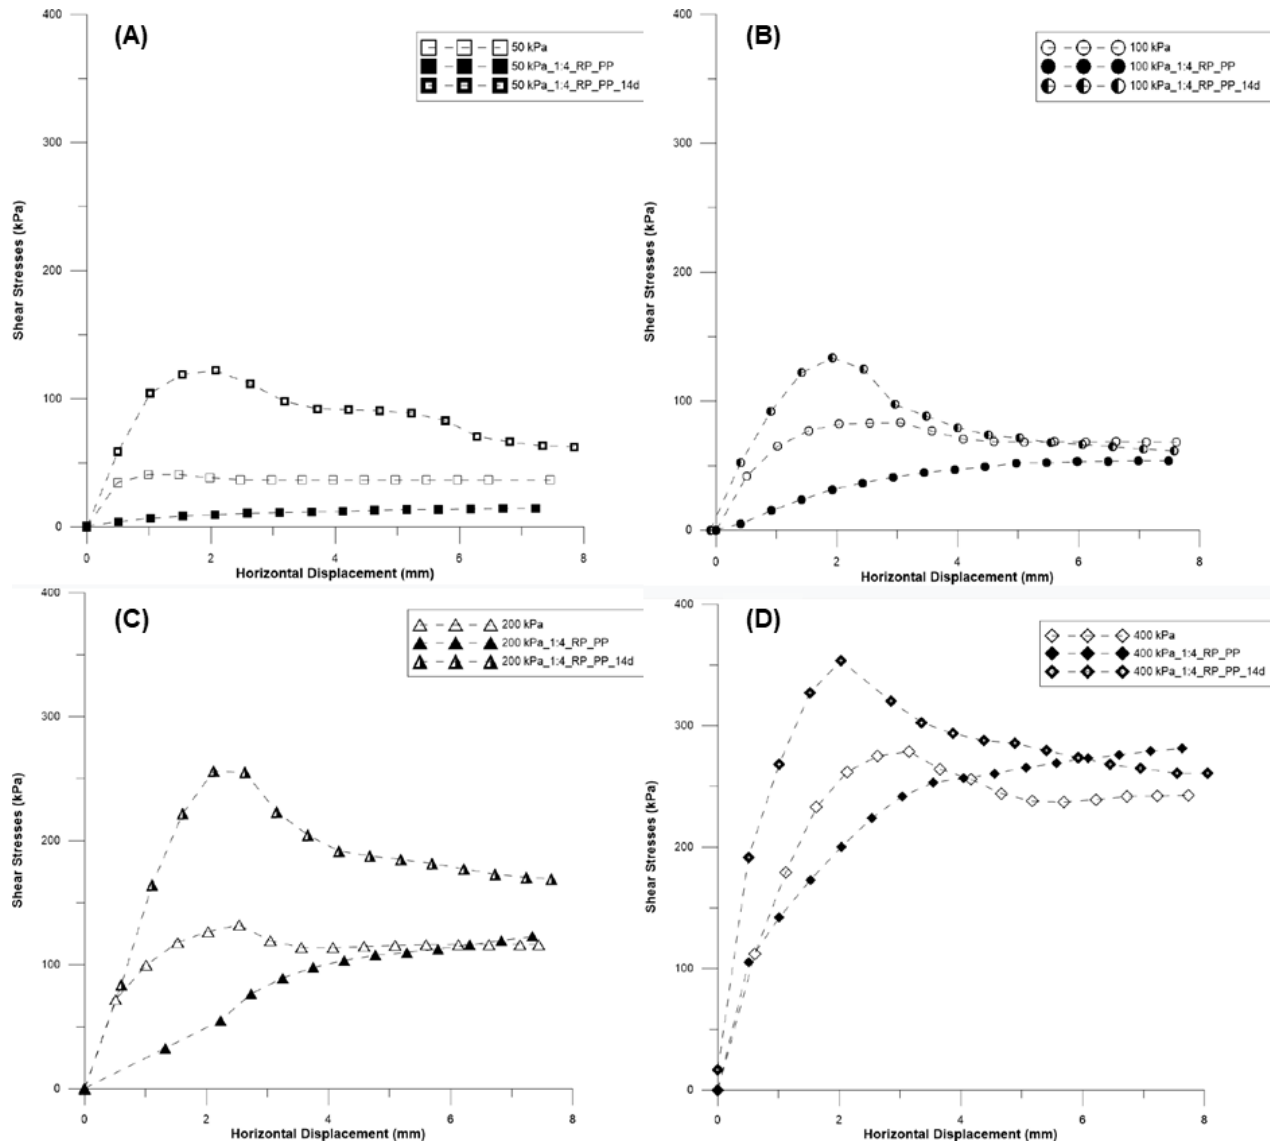 (A)
50 kPa
50 kPa_1:4_RP_PP
50 kPa_1:4_RP_PP_14d
400
300
200
100
0
Shear Stresses (kPa)
0 2 4 6 8
Horizontal Displacement (mm)
(B)
100 kPa
100 kPa_1:4_RP_PP
100 kPa_1:4_RP_PP_14d
400
300
200
100
0
Shear Stresses (kPa)
0 2 4 6 8
Horizontal Displacement (mm)
(C)
200 kPa
200 kPa_1:4_RP_PP
200 kPa_1:4_RP_PP_14d
400
300
200
100
0
Shear Stresses (kPa)
0 2 4 6 8
Horizontal Displacement (mm)
(D)
400 kPa
400 kPa_1:4_RP_PP
400 kPa_1:4_RP_PP_14d
400
300
200
100
0
Shear Stresses (kPa)
0 2 4 6 8
Horizontal Displacement (mm)